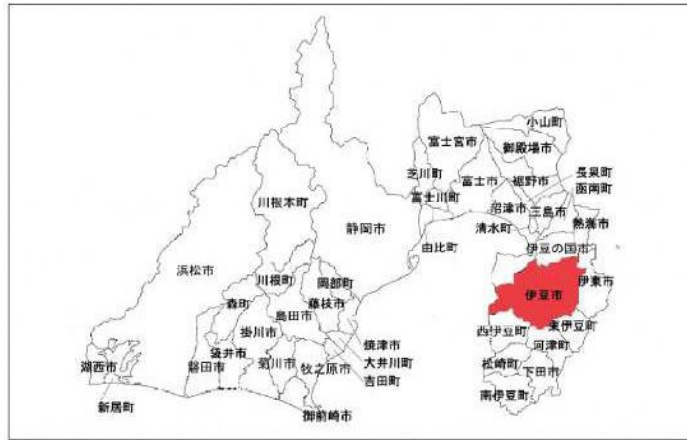 小山町
富士宮市
御殿場市
芝川町
富士市
裾野市
長泉町
函南町
川根本町
富士川町
沼津市
三島市
熱海市
静岡市
清水町
由比町
伊豆の国市
浜松市
川根町
岡部町
伊豆市
伊東市
森町
藤枝市
島田市
掛川市
西伊豆町
東伊豆町
焼津市
河津町
袋井市
大井川町
湖西市
磐田市
菊川市
牧之原市
松崎町
下田市
吉田町
南伊豆町
新居町
御前崎市